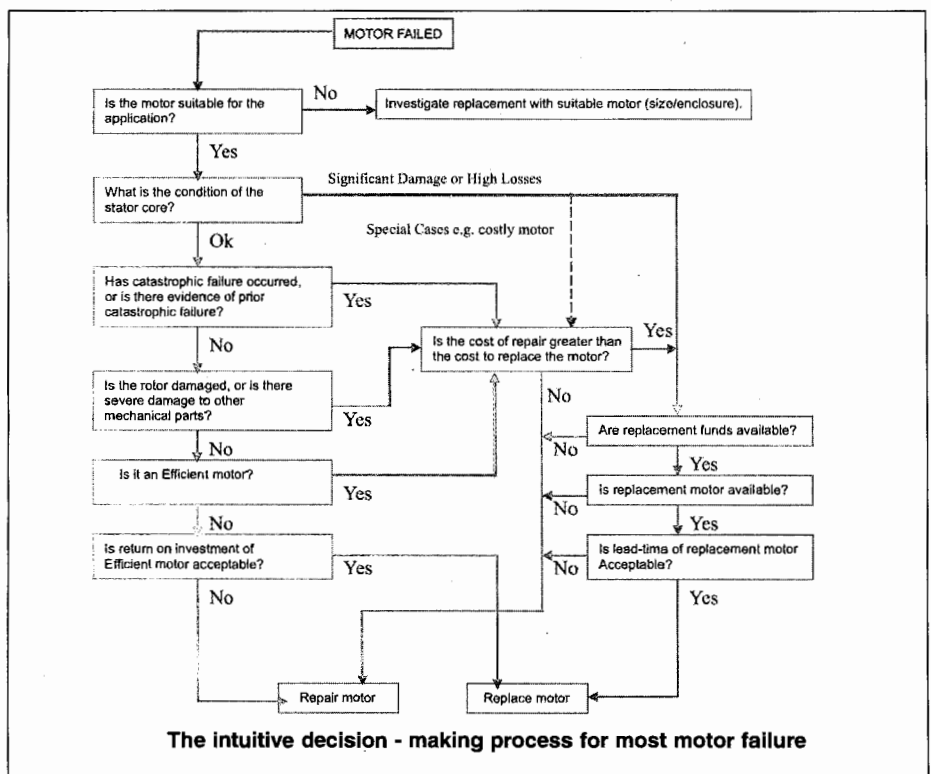 MOTOR FAILED
Is the motor suitable for the
application?
No
Investigate replacement with suitable motor (size/enclosure).
Yes
What is the condition of the
stator core?
Significant Damage or High Losses
Special Cases e.g. costly motor
Ok
Has catastrophic failure occurred,
or is there evidence of prior
catastrophic failure?
Yes
No
Is the cost of repair greater than
the cost to replace the motor?
Yes
No
Is the rotor damaged, or is there
severe damage to other
mechanical parts?
Yes
No
Are replacement funds available?
No
Yes
Is it an Efficient motor?
Yes
No
Is replacement motor available?
No
Yes
Is return on investment of
Efficient motor acceptable?
Yes
No
Is lead-tima of replacement motor
Acceptable?
No
Yes
Repair motor
Replace motor
The intuitive decision - making process for most motor failure